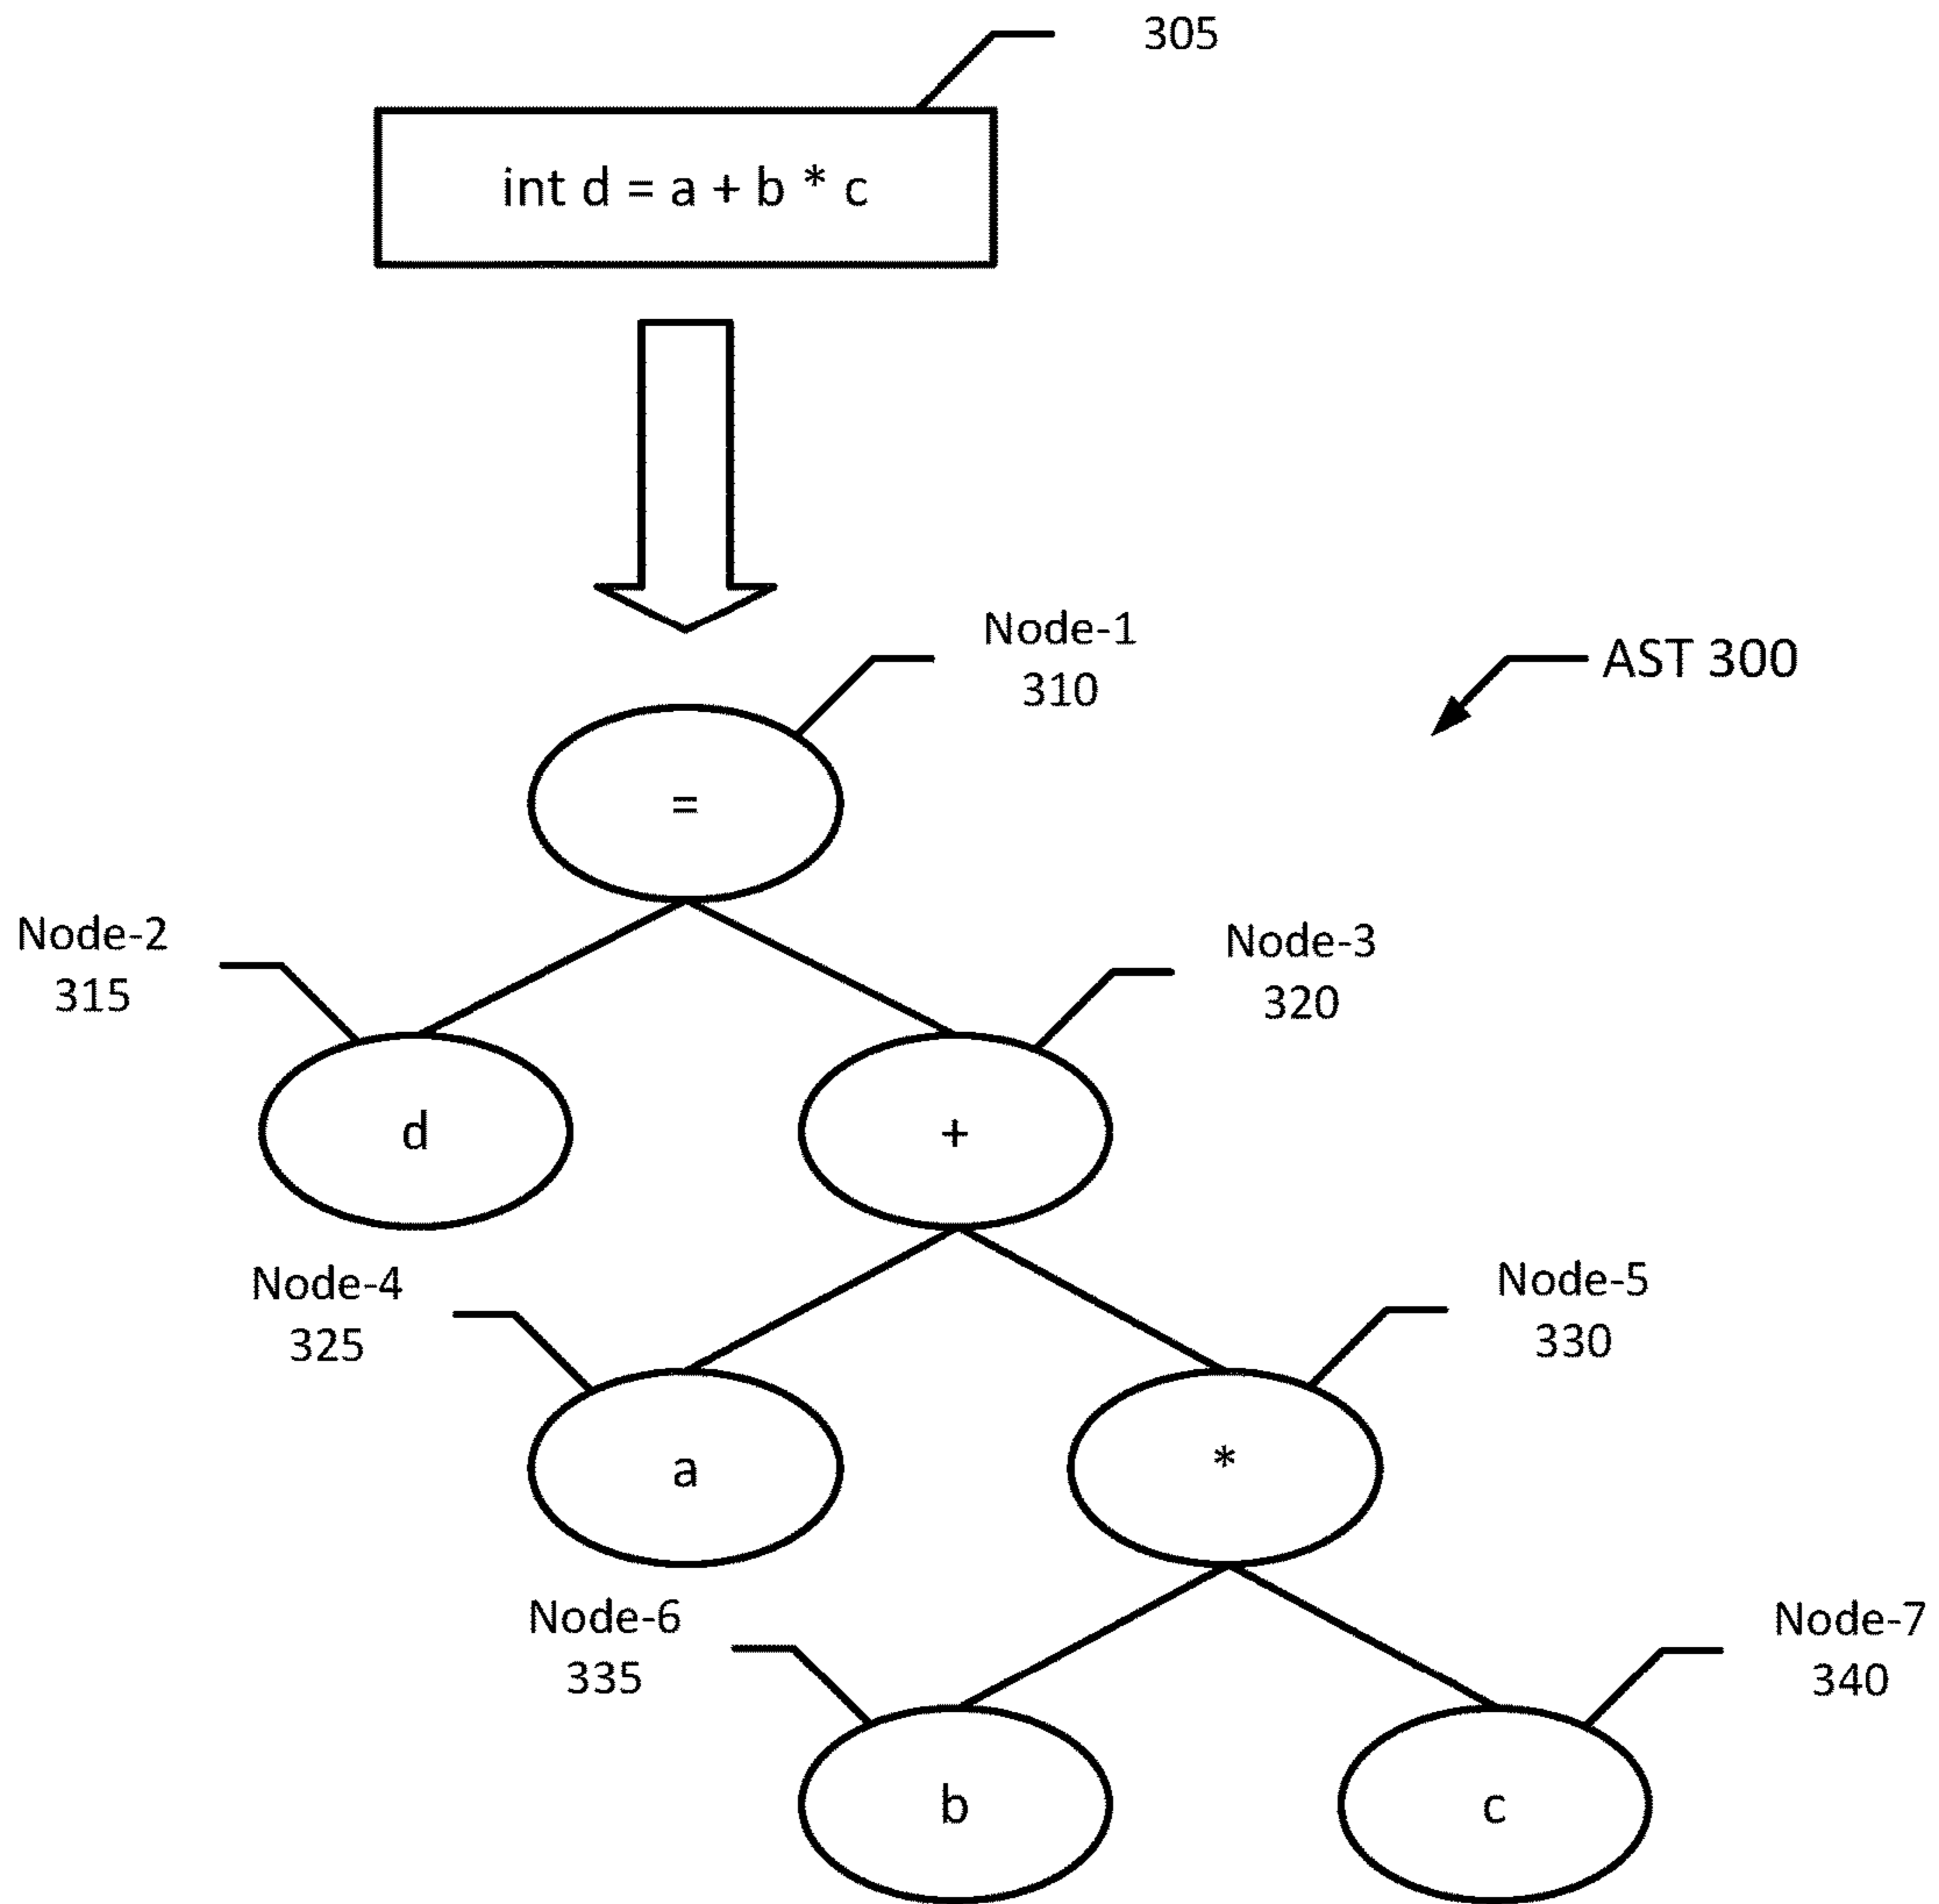 305
int d = a + b * c
Node-1
310
AST 300
=
Node-2
315
Node-3
320
d
+
Node-4
325
Node-5
330
a
*
Node-6
335
Node-7
340
b
c